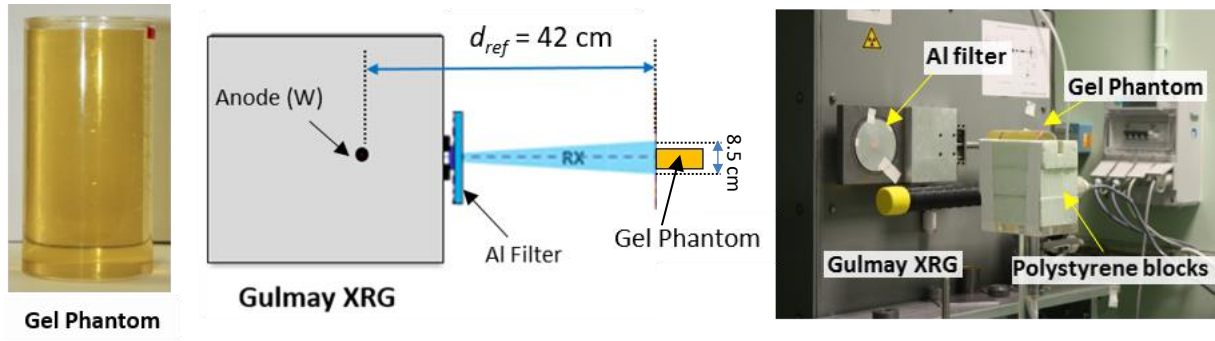 Gel Phantom
d_ref = 42 cm
Anode (W)
RX
8.5 cm
Gel Phantom
Al Filter
Gulmay XRG
Al filter
Gel Phantom
Gulmay XRG
Polystyrene blocks